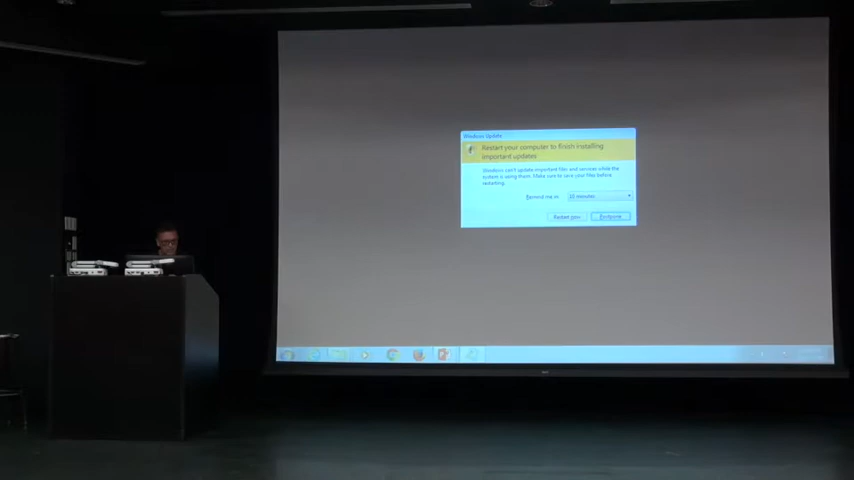 Windows Update
Restart your computer to finish installing
important updates
Windows can't update important files and services while the
system is using them. Make sure to save your files before
restarting.
Remind me in: 10 minutes
Restart now Postpone